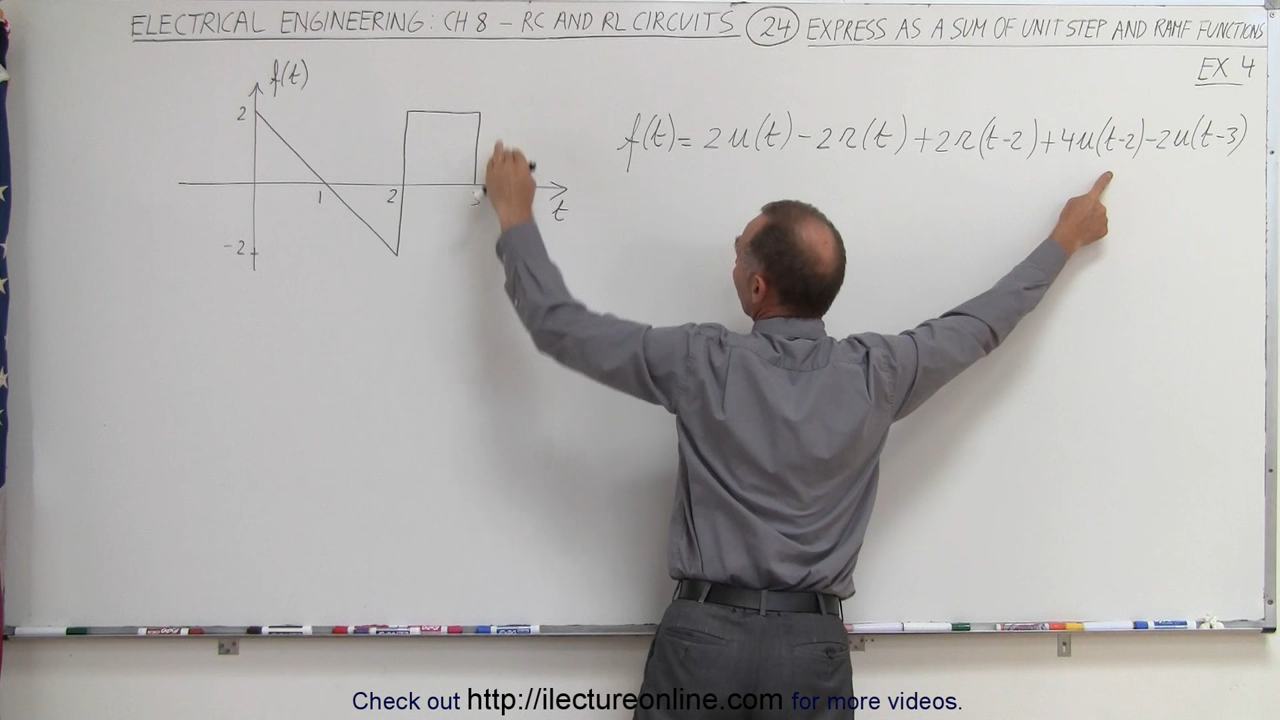 ELECTRICAL ENGINEERING: CH 8 - RC AND RL CIRCUITS 24 EXPRESS AS A SUM OF UNIT STEP AND RAMP FUNCTIONS
EX 4
f(t)
2
1
2
3
-2
t
f(t)= 2u(t)-2r(t)+2r(t-2)+4u(t-2)-2u(t-3)
Check out http://ilectureonline.com for more videos.